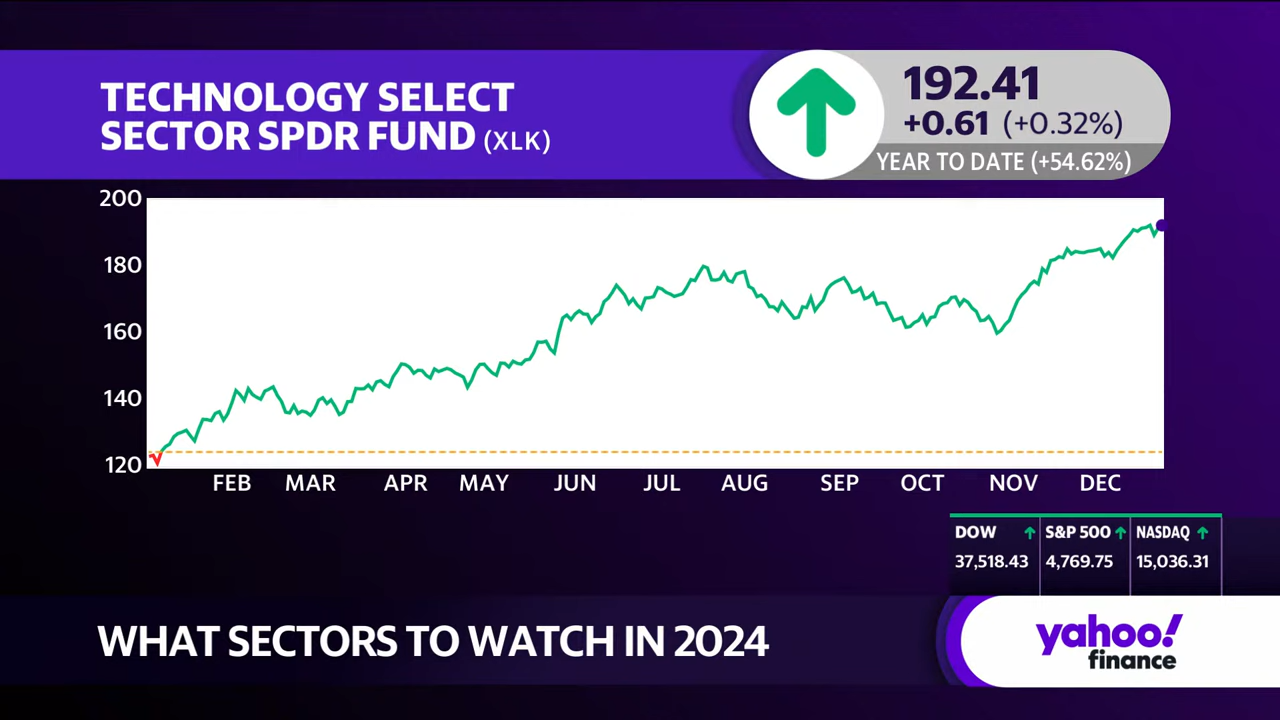 TECHNOLOGY SELECT
SECTOR SPDR FUND (XLK)
192.41
+0.61 (+0.32%)
YEAR TO DATE (+54.62%)
200
180
160
140
120
FEB MAR APR MAY JUN JUL AUG SEP OCT NOV DEC
DOW S&P 500 NASDAQ
37,518.43 4,769.75 15,036.31
WHAT SECTORS TO WATCH IN 2024
yahoo!
finance